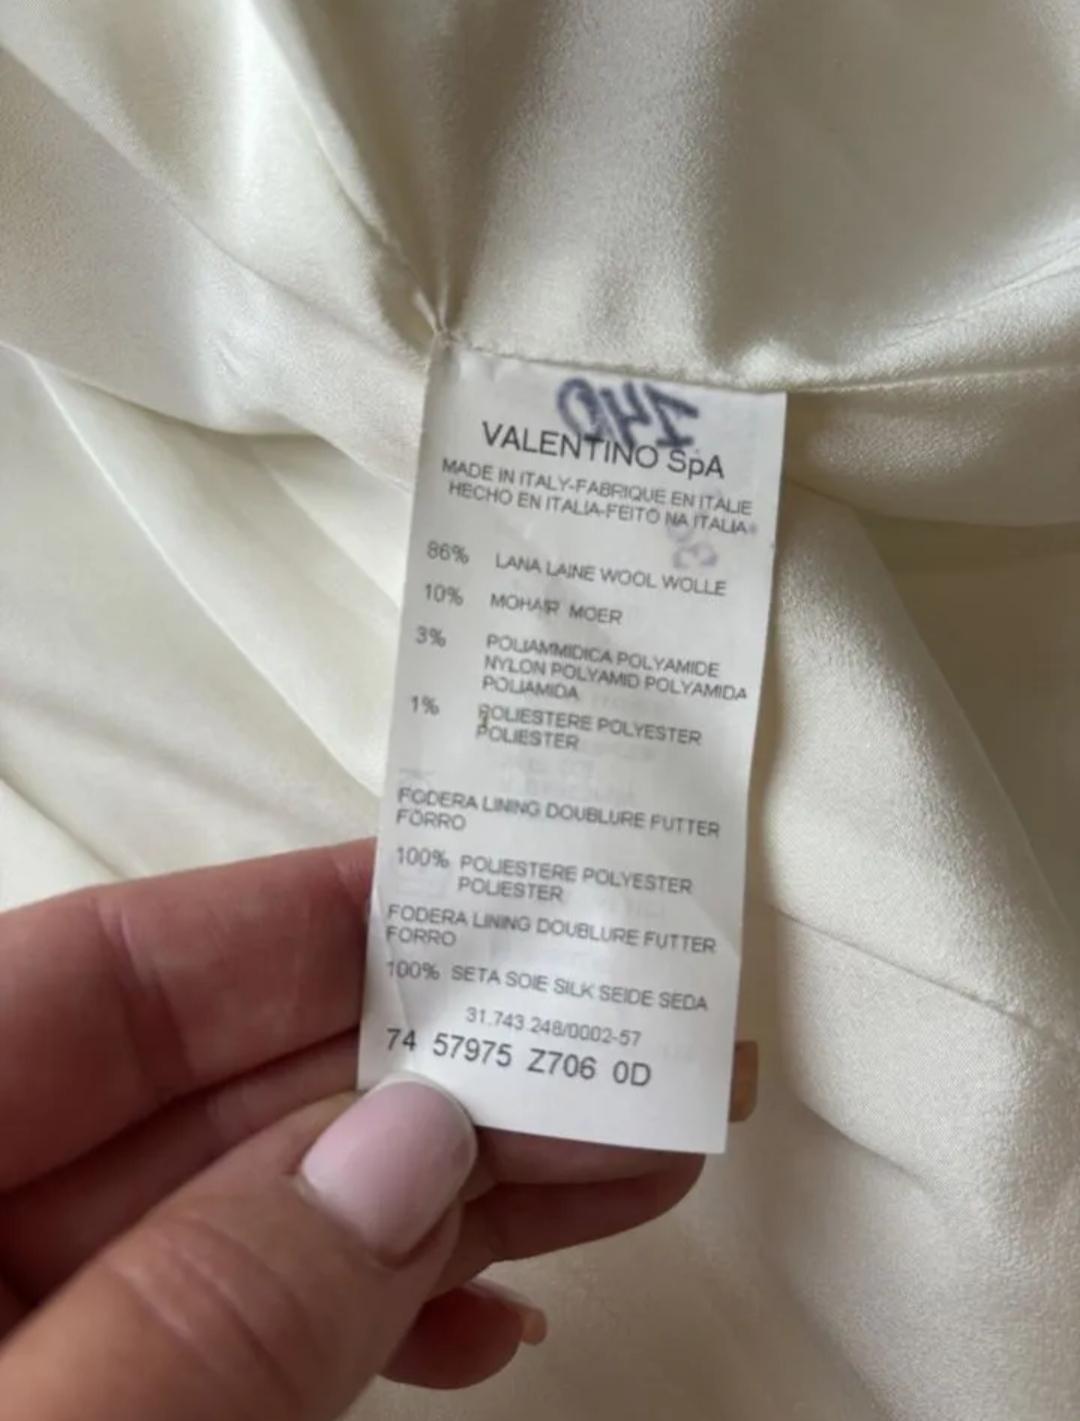 VALENTINO SpA
MADE IN ITALY-FABRIQUE EN ITALIE
HECHO EN ITALIA-FEITO NA ITALIA
86% LANA LAINE WOOL WOLLE
10% MOHAIR MOER
3% POLIAMMIDICA POLYAMIDE
NYLON POLYAMID POLYAMIDA
POLIAMIDA
1% POLIESTERE POLYESTER
POLIESTER
FODERA LINING DOUBLURE FUTTER
FORRO
100% POLIESTERE POLYESTER
POLIESTER
FODERA LINING DOUBLURE FUTTER
FORRO
100% SETA SOIE SILK SEIDE SEDA
31.743.248/0002-57
74 57975 Z706 0D